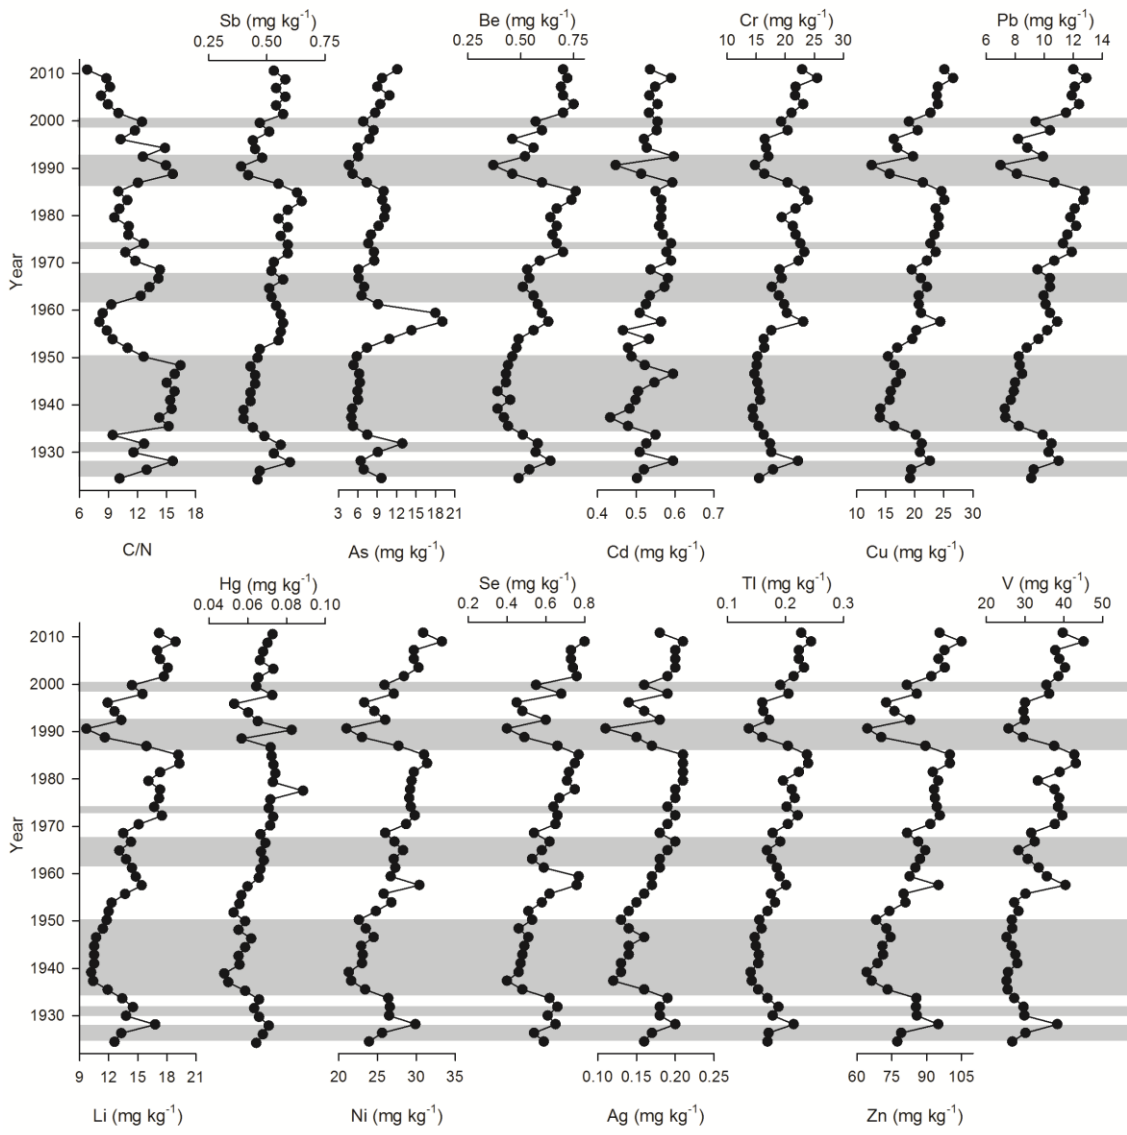 Sb (mg kg⁻¹) Be (mg kg⁻¹) Cr (mg kg⁻¹) Pb (mg kg⁻¹)
0.25 0.50 0.75 0.25 0.50 0.75 10 15 20 25 30 6 8 10 12 14
2010
2000
1990
1980
1970
1960
1950
1940
1930
Year
6 9 12 15 18 3 6 9 12 15 18 21 0.4 0.5 0.6 0.7 10 15 20 25 30
C/N As (mg kg⁻¹) Cd (mg kg⁻¹) Cu (mg kg⁻¹)
Hg (mg kg⁻¹) Se (mg kg⁻¹) Tl (mg kg⁻¹) V (mg kg⁻¹)
0.04 0.06 0.08 0.10 0.2 0.4 0.6 0.8 0.1 0.2 0.3 20 30 40 50
2010
2000
1990
1980
1970
1960
1950
1940
1930
Year
9 12 15 18 21 20 25 30 35 0.10 0.15 0.20 0.25 60 75 90 105
Li (mg kg⁻¹) Ni (mg kg⁻¹) Ag (mg kg⁻¹) Zn (mg kg⁻¹)